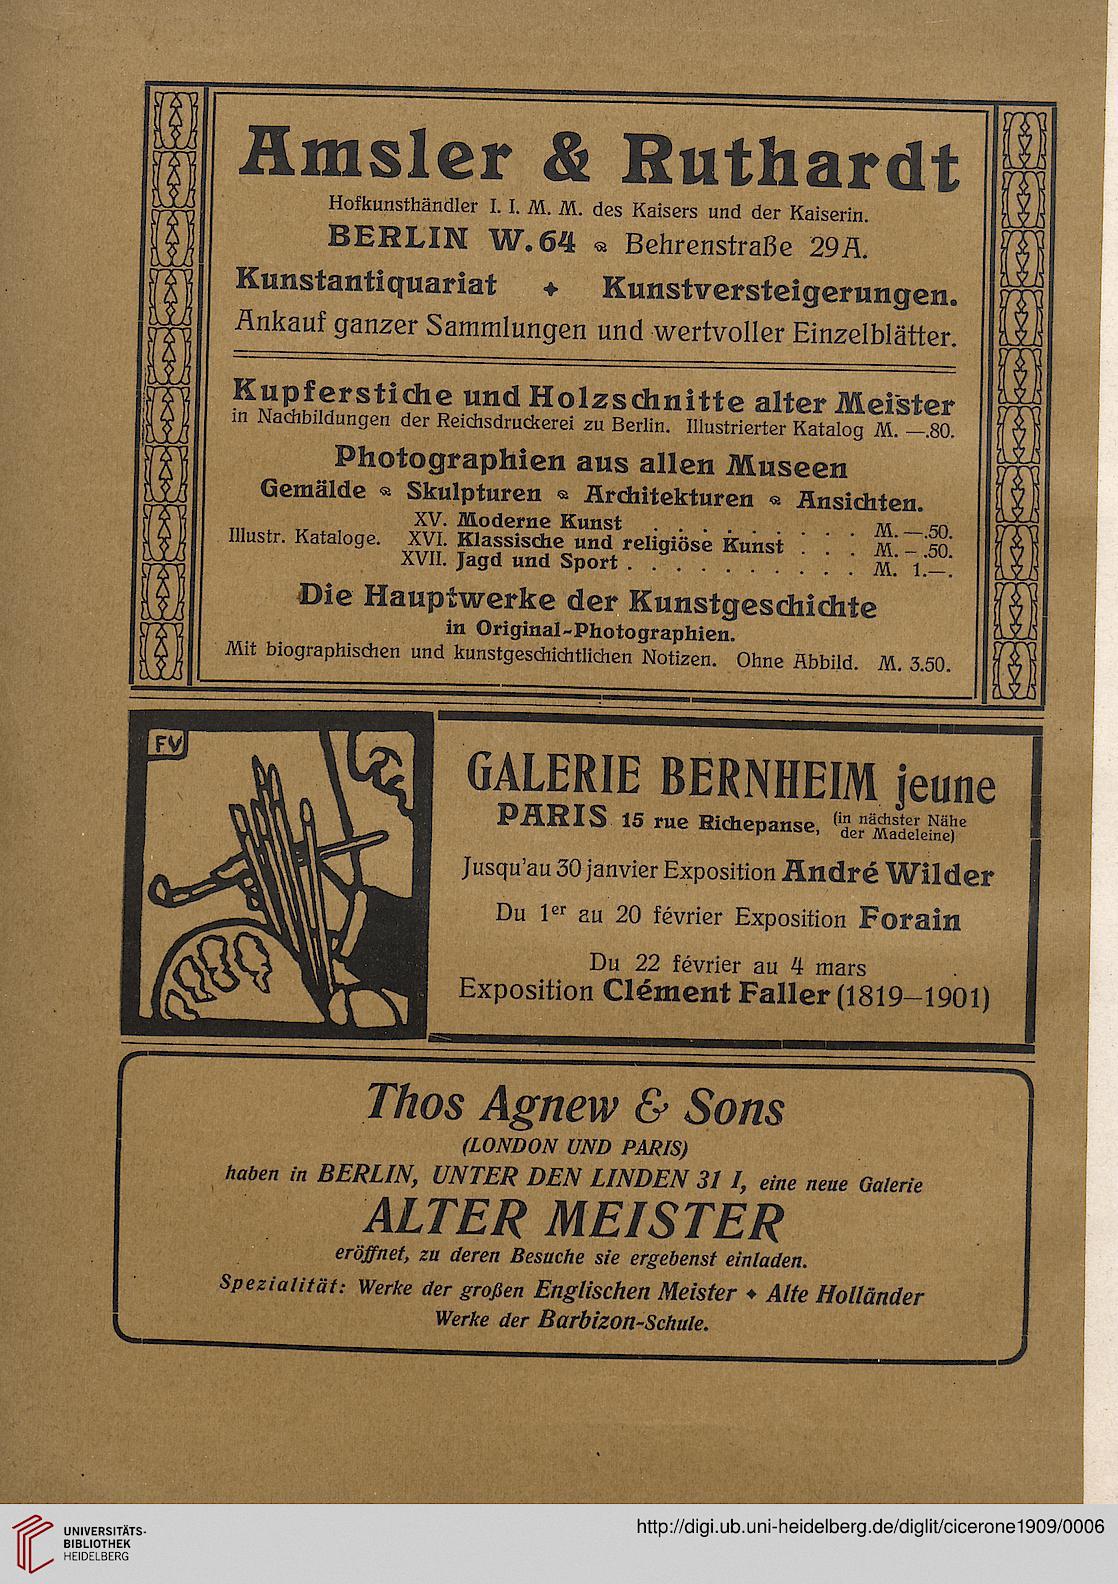 Amsler & Ruthardt
Hofkunsthändler I. I. M. M. des Kaisers und der Kaiserin.
BERLIN W. 64 Behrenstraße 29 A.
Kunstantiquariat ✦ Kunstversteigerungen.
Ankauf ganzer Sammlungen und wertvoller Einzelblätter.
Kupferstiche und Holzschnitte alter Meister
in Nachbildungen der Reichsdruckerei zu Berlin. Illustrierter Katalog M. —.80.
Photographien aus allen Museen
Gemälde Skulpturen Architekturen Ansichten.
XV. Moderne Kunst . . . . . . . . . M. —.50.
Illustr. Kataloge. XVI. Klassische und religiöse Kunst . . . M. – .50.
XVII. Jagd und Sport . . . . . . . . . . M. 1.—.
Die Hauptwerke der Kunstgeschichte
in Original-Photographien.
Mit biographischen und kunstgeschichtlichen Notizen. Ohne Abbild. M. 3.50.
FV
GALERIE BERNHEIM jeune
PARIS 15 rue Richepanse, (in nächster Nähe
der Madeleine)
Jusqu'au 30 janvier Exposition André Wilder
Du 1er au 20 février Exposition Forain
Du 22 février au 4 mars
Exposition Clément Faller (1819—1901)
Thos Agnew & Sons
(LONDON UND PARIS)
haben in BERLIN, UNTER DEN LINDEN 31 I, eine neue Galerie
ALTER MEISTER
eröffnet, zu deren Besuche sie ergebenst einladen.
Spezialität: Werke der großen Englischen Meister ✦ Alte Holländer
Werke der Barbizon-Schule.
UNIVERSITÄTS-
BIBLIOTHEK
HEIDELBERG
http://digi.ub.uni-heidelberg.de/diglit/cicerone1909/0006